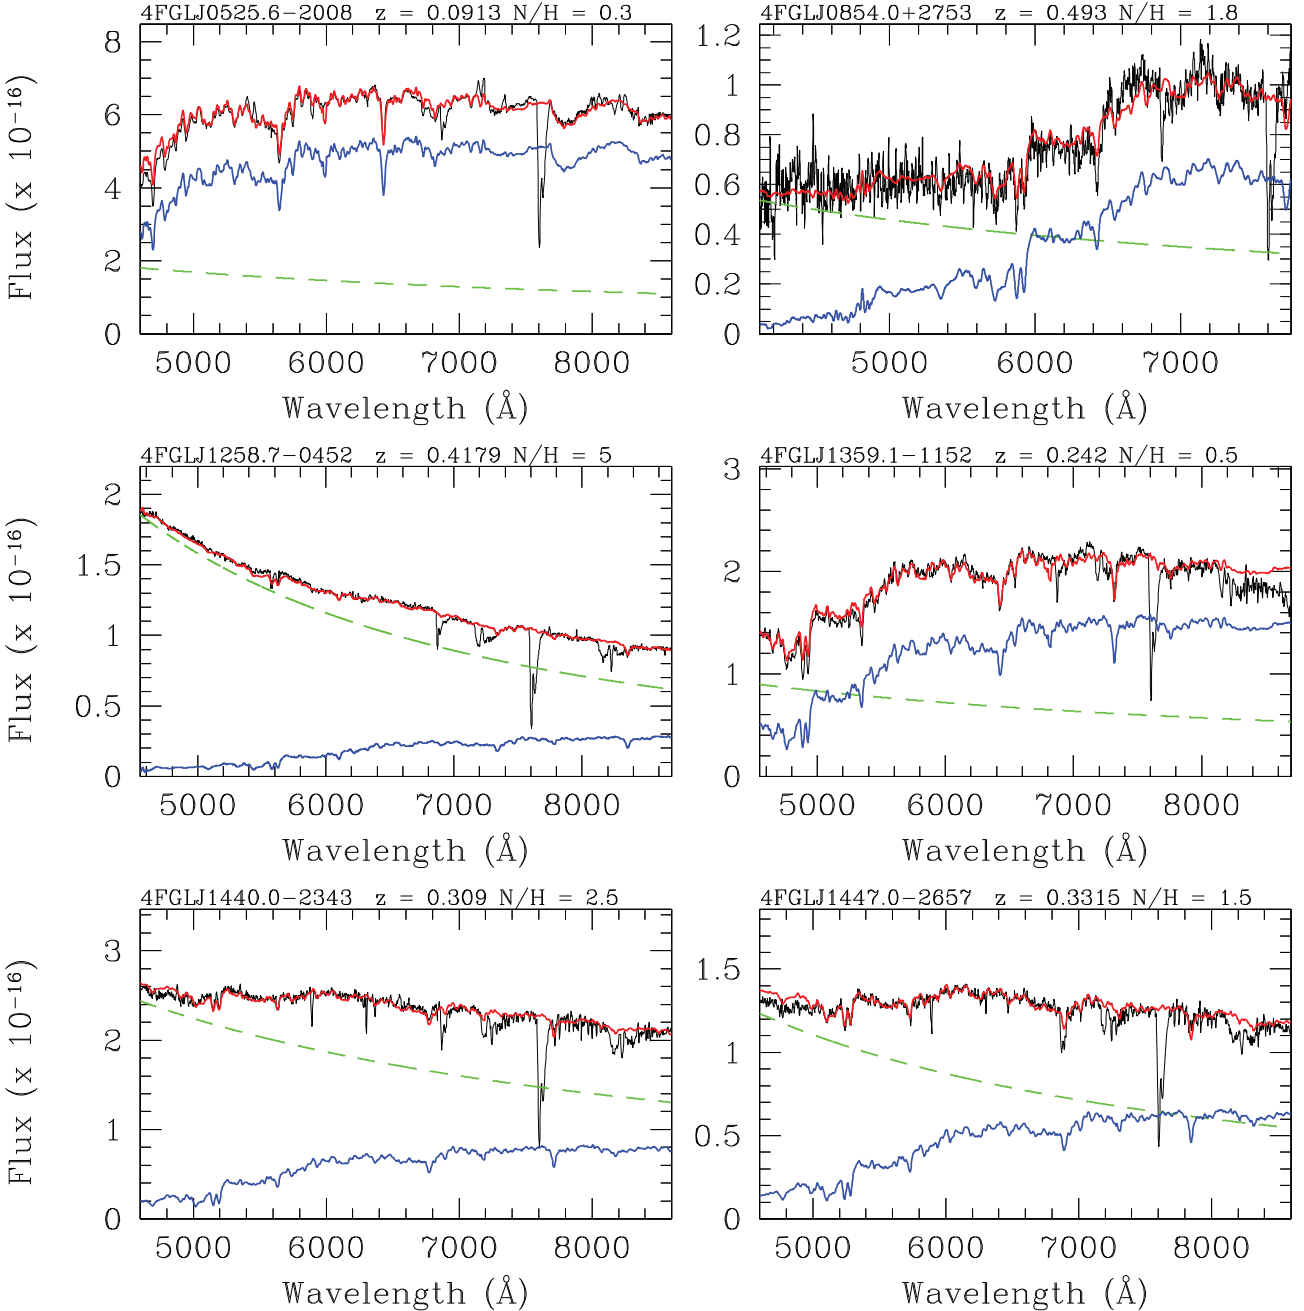 4FGLJ0525.6−2008 z = 0.0913 N/H = 0.3
8
6
4
2
0
Flux (x 10−16)
5000 6000 7000 8000
Wavelength (Å)
4FGLJ0854.0+2753 z = 0.493 N/H = 1.8
1.2
1
0.8
0.6
0.4
0.2
0
5000 6000 7000
Wavelength (Å)
4FGLJ1258.7−0452 z = 0.4179 N/H = 5
2
1.5
1
0.5
0
Flux (x 10−16)
5000 6000 7000 8000
Wavelength (Å)
4FGLJ1359.1−1152 z = 0.242 N/H = 0.5
3
2
1
0
5000 6000 7000 8000
Wavelength (Å)
4FGLJ1440.0−2343 z = 0.309 N/H = 2.5
3
2
1
0
Flux (x 10−16)
5000 6000 7000 8000
Wavelength (Å)
4FGLJ1447.0−2657 z = 0.3315 N/H = 1.5
1.5
1
0.5
0
5000 6000 7000 8000
Wavelength (Å)